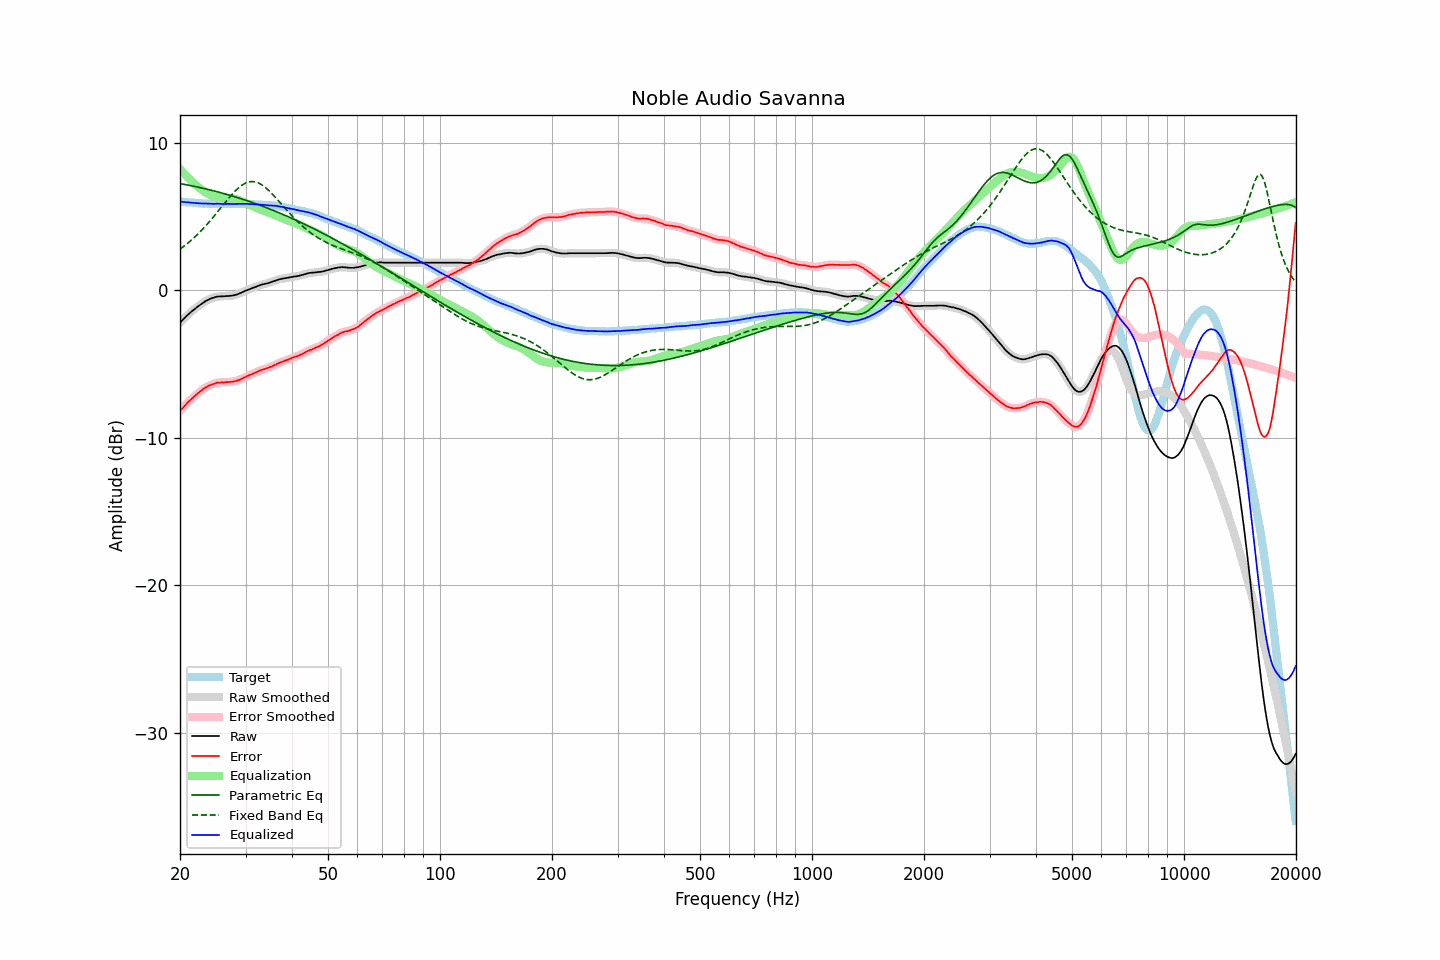 Noble Audio Savanna
10
0
−10
−20
−30
Amplitude (dBr)
Target
Raw Smoothed
Error Smoothed
Raw
Error
Equalization
Parametric Eq
Fixed Band Eq
Equalized
20 50 100 200 500 1000 2000 5000 10000 20000
Frequency (Hz)